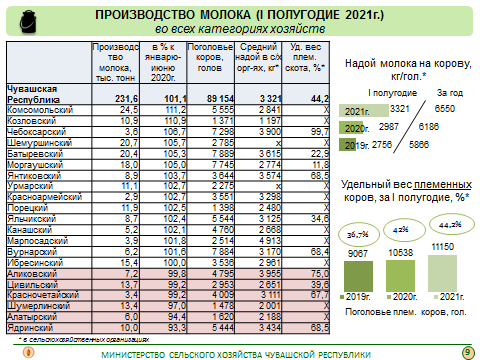 ПРОИЗВОДСТВО МОЛОКА (I ПОЛУГОДИЕ 2021г.)
во всех категориях хозяйств
Производс тво молока, тыс. тонн | в % к январю-июню 2020г. | Поголовье коров, голов | Средний надой в с/х орг-ях, кг* | Уд. вес плем. скота, %*
Чувашская Республика 231,6 101,1 89 154 3 321 44,2
Комсомольский 24,5 111,2 5 555 2 841 X
Козловский 10,9 110,9 1 371 1 197 X
Чебоксарский 3,6 106,7 7 298 3 900 99,7
Шемуршинский 20,7 105,7 2 785 x X
Батыревский 20,4 105,3 7 889 3 615 22,9
Моргаушский 18,0 105,0 7 745 2 774 11,8
Янтиковский 8,9 103,7 3 644 3 574 68,5
Урмарский 11,1 102,7 2 275 x X
Красноармейский 2,9 102,7 3 551 3 298 X
Порецкий 11,9 102,5 1 398 2 480 X
Яльчикский 8,7 102,4 5 544 3 125 34,6
Канашский 5,2 102,1 4 760 2 668 X
Марпосадский 3,9 101,8 2 514 4 913 X
Вурнарский 6,2 101,6 7 884 3 170 68,4
Ибресинский 15,4 100,0 3 536 2 961 X
Аликовский 7,2 99,8 4 795 3 955 75,0
Цивильский 13,7 99,2 2 953 2 651 39,6
Красночетайский 3,4 99,2 4 009 3 111 67,7
Шумерлинский 13,4 97,0 1 478 2 001 X
Алатырский 6,0 94,4 1 620 2 188 X
Ядринский 10,0 93,3 5 444 3 434 68,5
* в сельскохозяйственных организациях
Надой молока на корову, кг/гол.*
I полугодие За год
2021г. 3321 6550
2020г. 2987 6186
2019г. 2756 5866
Удельный вес племенных коров, за I полугодие, %*
36,7% 42% 44,2%
9067 10538 11150
2019г. 2020г. 2021г.
Поголовье плем. коров, гол.
МИНИСТЕРСТВО СЕЛЬСКОГО ХОЗЯЙСТВА ЧУВАШСКОЙ РЕСПУБЛИКИ
9